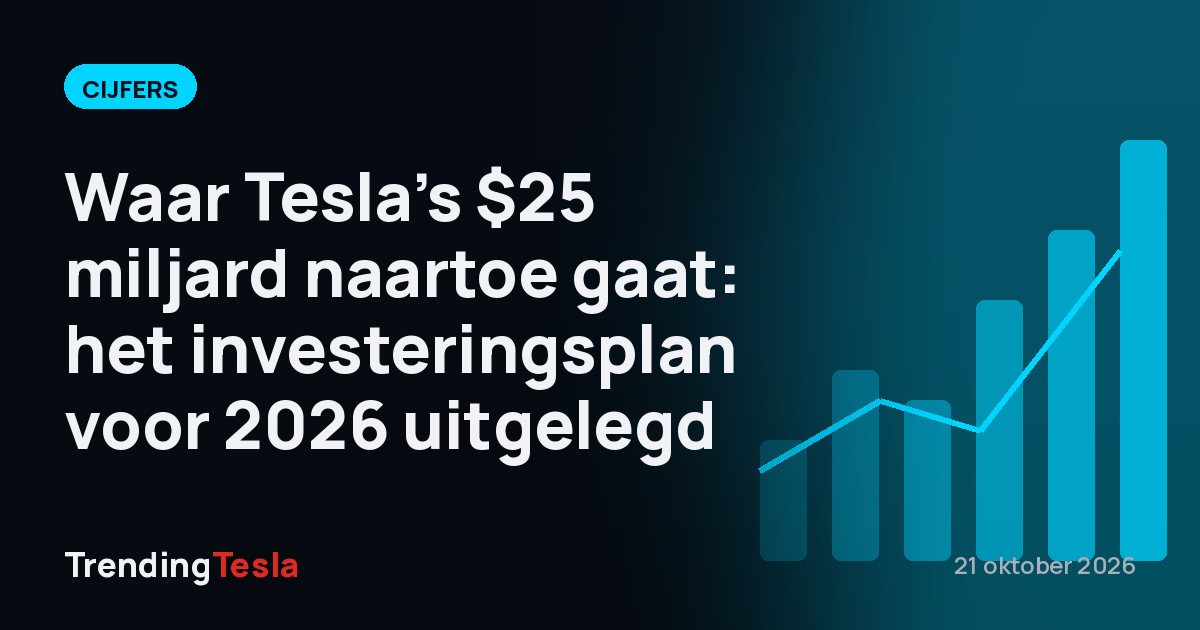 CIJFERS
Waar Tesla’s $25
miljard naartoe gaat:
het investeringsplan
voor 2026 uitgelegd
TrendingTesla
21 oktober 2026